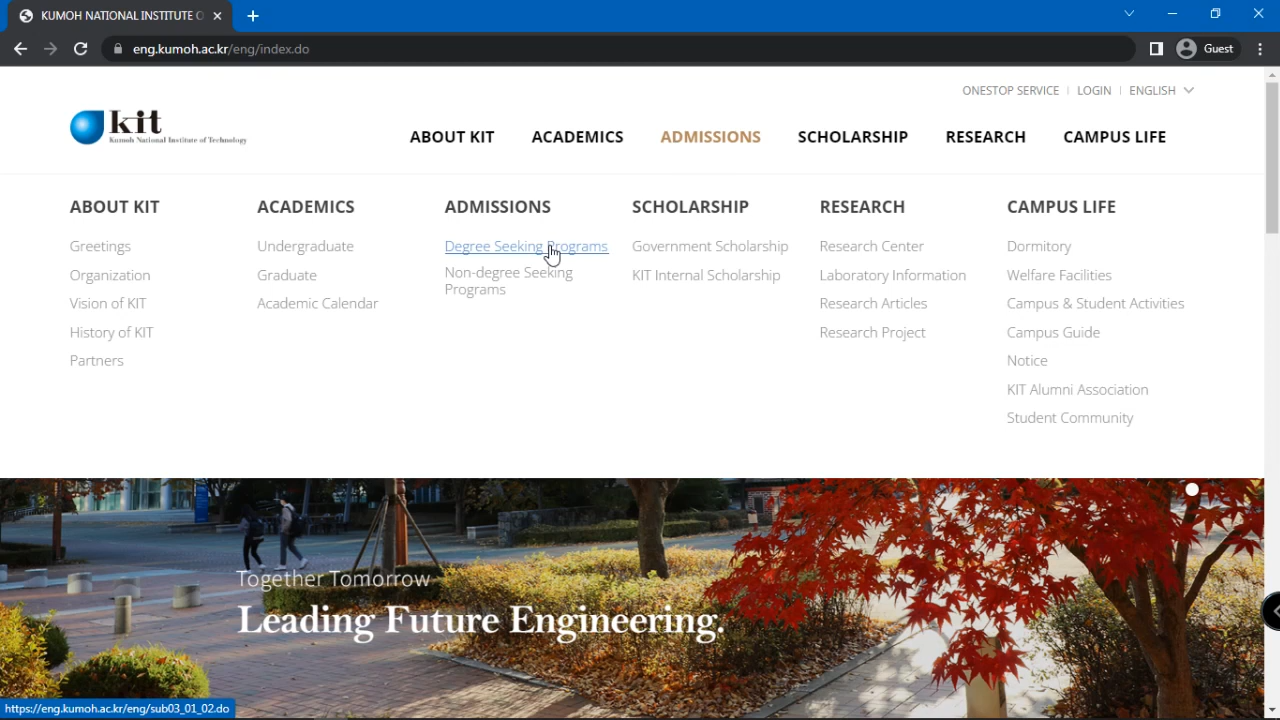 KUMOH NATIONAL INSTITUTE O
eng.kumoh.ac.kr/eng/index.do
Guest
ONESTOP SERVICE
LOGIN
ENGLISH
kit
Kumoh National Institute of Technology
ABOUT KIT
ACADEMICS
ADMISSIONS
SCHOLARSHIP
RESEARCH
CAMPUS LIFE
ABOUT KIT
Greetings
Organization
Vision of KIT
History of KIT
Partners
ACADEMICS
Undergraduate
Graduate
Academic Calendar
ADMISSIONS
Degree Seeking Programs
Non-degree Seeking
Programs
SCHOLARSHIP
Government Scholarship
KIT Internal Scholarship
RESEARCH
Research Center
Laboratory Information
Research Articles
Research Project
CAMPUS LIFE
Dormitory
Welfare Facilities
Campus & Student Activities
Campus Guide
Notice
KIT Alumni Association
Student Community
Together Tomorrow
Leading Future Engineering.
https://eng.kumoh.ac.kr/eng/sub03_01_02.do